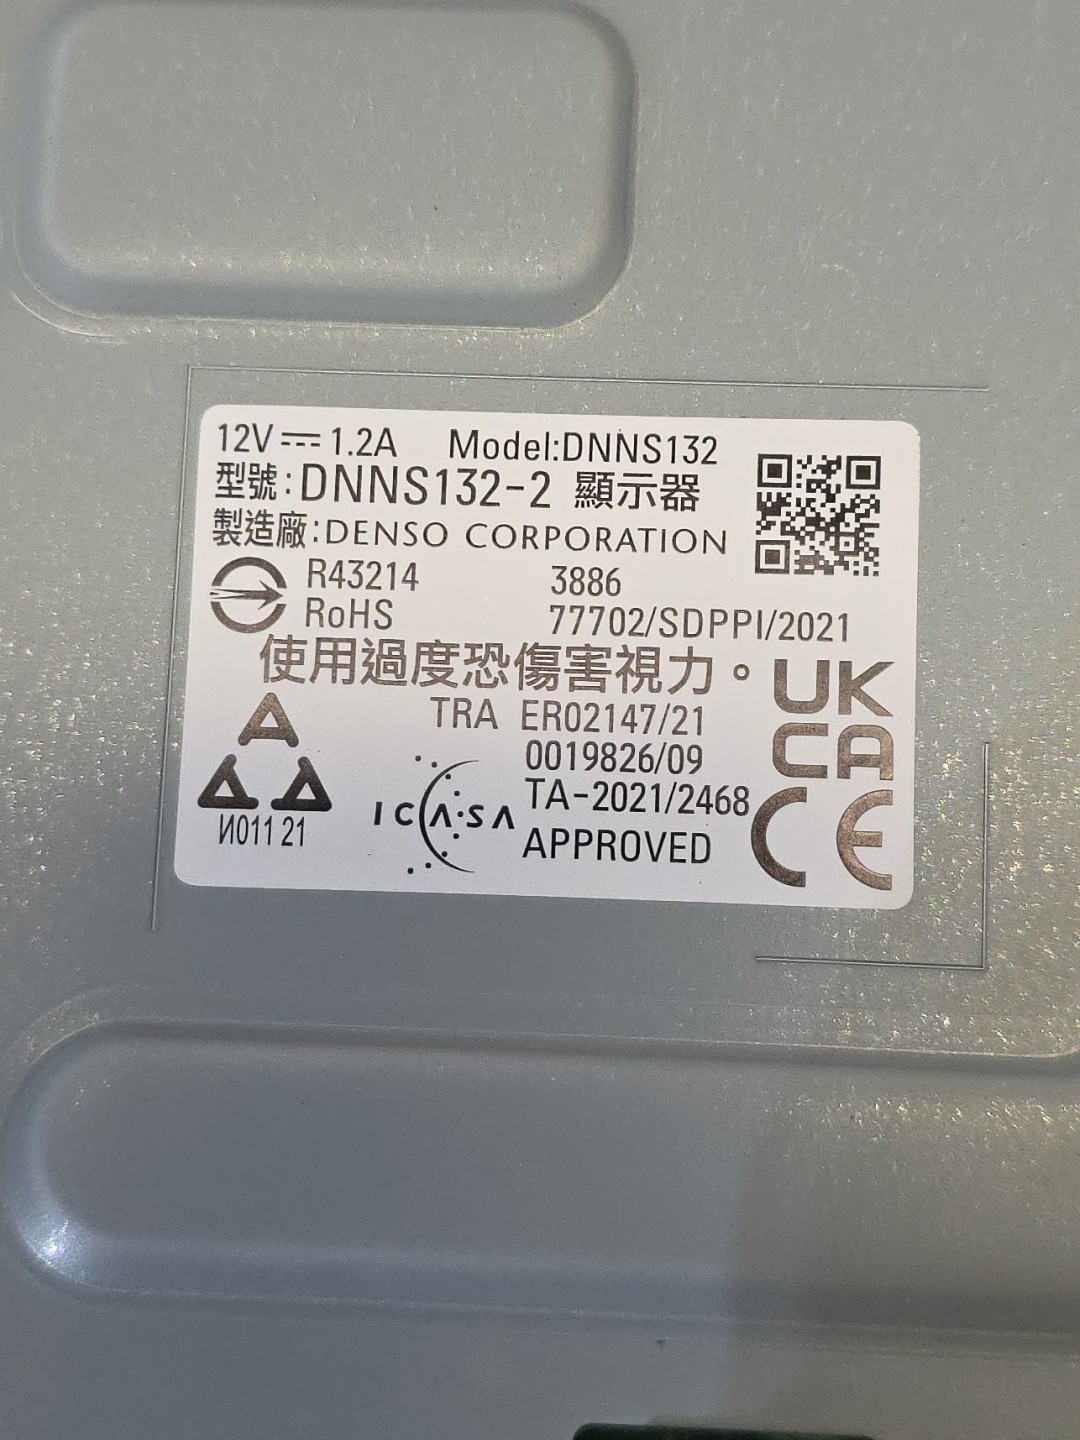 12V⎓1.2A Model:DNNS132
型號:DNNS132-2 顯示器
製造廠:DENSO CORPORATION
R43214 3886
RoHS 77702/SDPPI/2021
使用過度恐傷害視力。
UK
CA
TRA ER02147/21
0019826/09
TA-2021/2468
APPROVED
ICASA
CE
И011 21